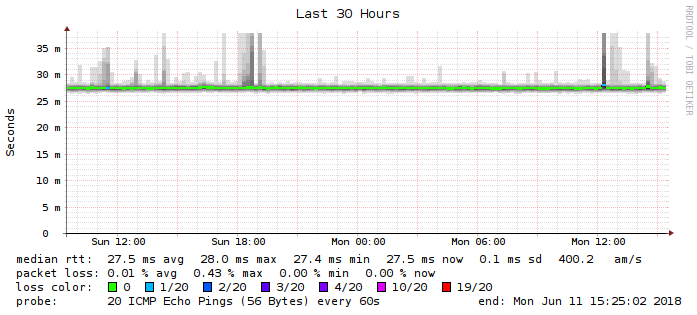 Last 30 Hours
RRDTOOL / TOBI OETIKER
Seconds
35 m
30 m
25 m
20 m
15 m
10 m
5 m
0
Sun 12:00 Sun 18:00 Mon 00:00 Mon 06:00 Mon 12:00
median rtt: 27.5 ms avg 28.0 ms max 27.4 ms min 27.5 ms now 0.1 ms sd 400.2 am/s
packet loss: 0.01 % avg 0.43 % max 0.00 % min 0.00 % now
loss color: 0 1/20 2/20 3/20 4/20 10/20 19/20
probe: 20 ICMP Echo Pings (56 Bytes) every 60s end: Mon Jun 11 15:25:02 2018